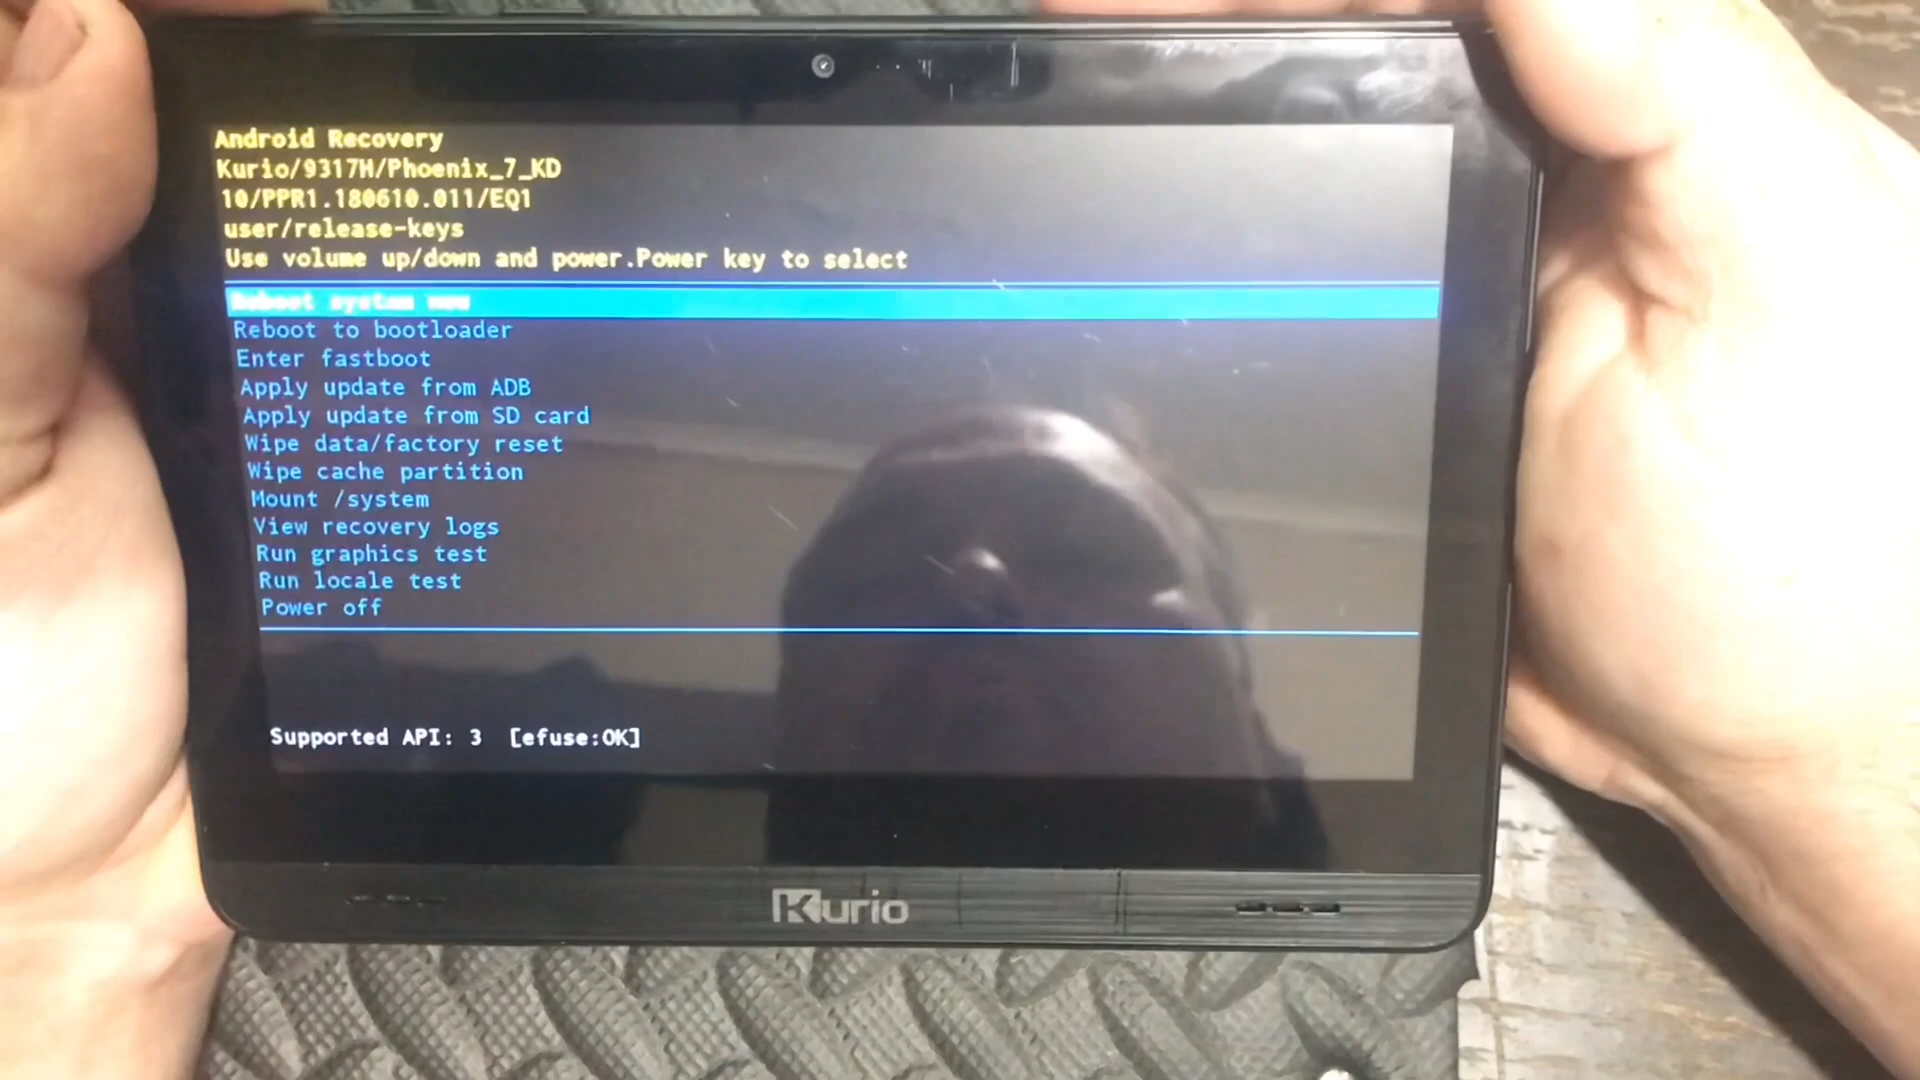 Android Recovery
Kurio/9317H/Phoenix_7_KD
10/PPR1.180610.011/EQ1
user/release-keys
Use volume up/down and power.Power key to select
Reboot system now
Reboot to bootloader
Enter fastboot
Apply update from ADB
Apply update from SD card
Wipe data/factory reset
Wipe cache partition
Mount /system
View recovery logs
Run graphics test
Run locale test
Power off
Supported API: 3 [efuse:OK]
Kurio